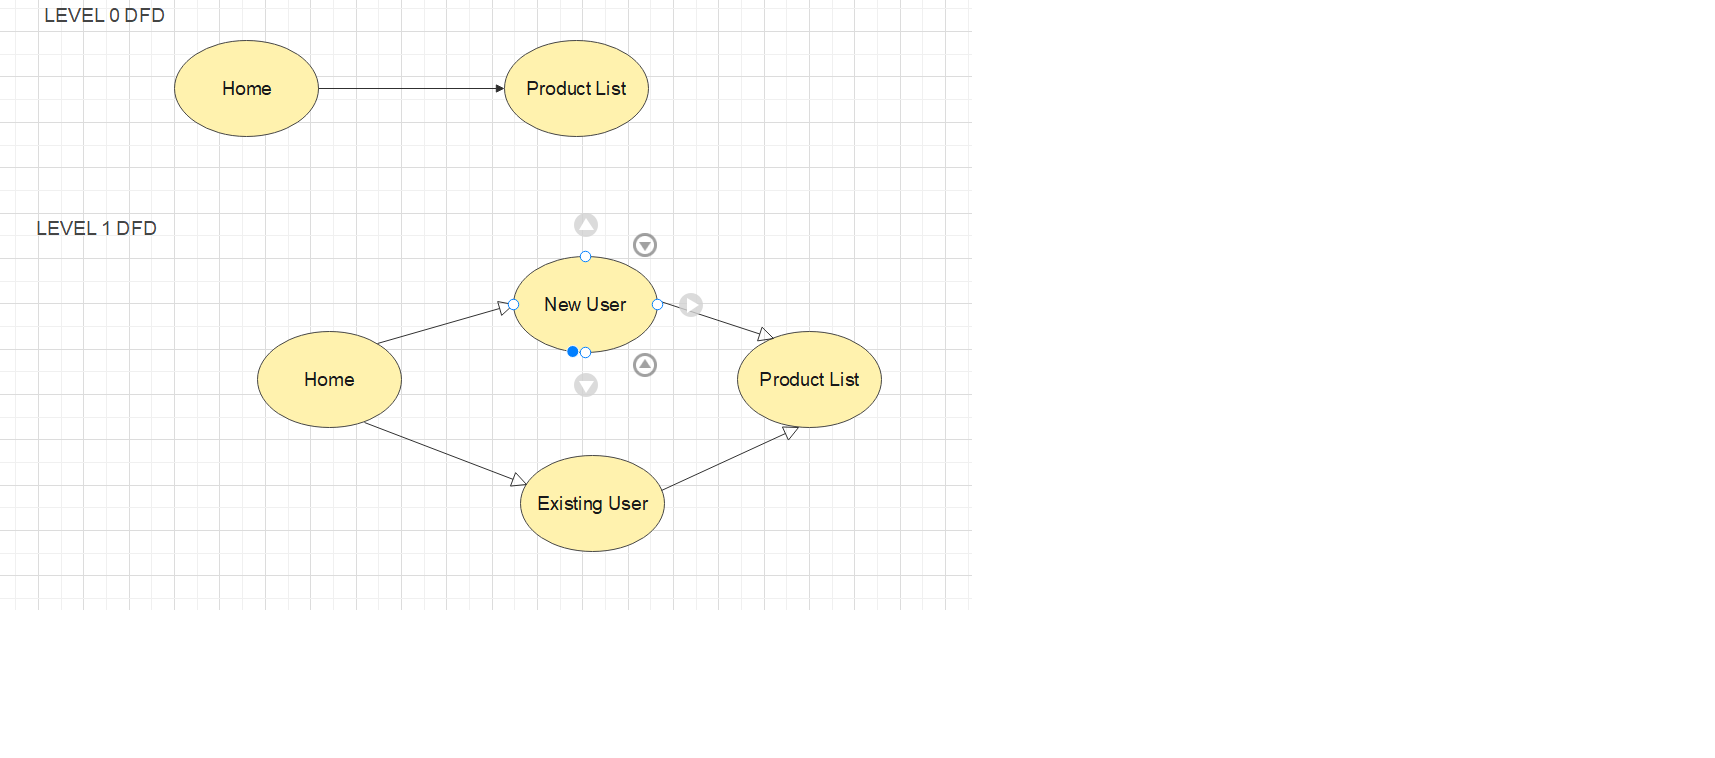 LEVEL 0 DFD
Home
Product List
LEVEL 1 DFD
New User
Home
Product List
Existing User